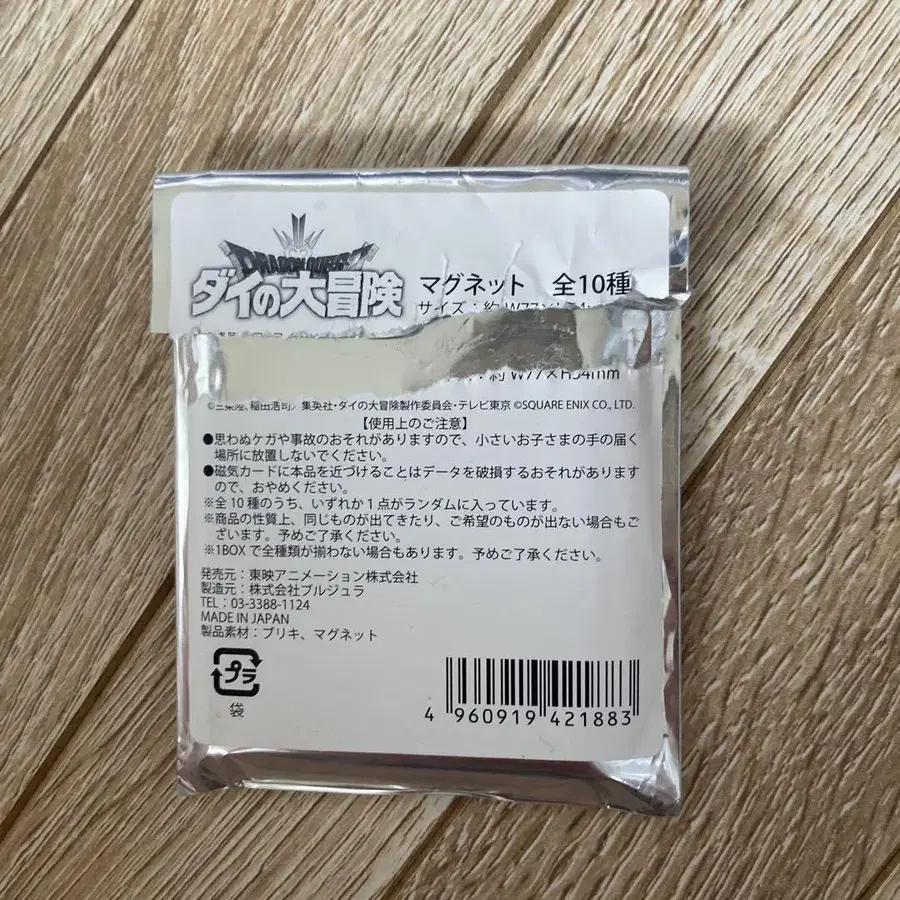 DRAGON QUEST
ダイの大冒険
マグネット 全10種
サイズ:約 W77×
約 W77×H54mm
©三条陸、稲田浩司/集英社・ダイの大冒険製作委員会・テレビ東京 ©SQUARE ENIX CO., LTD.
【使用上のご注意】
●思わぬケガや事故のおそれがありますので、小さいお子さまの手の届く
場所に放置しないでください。
●磁気カードに本品を近づけることはデータを破損するおそれがあります
ので、おやめください。
※全10種のうち、いずれか1点がランダムに入っています。
※商品の性質上、同じものが出てきたり、ご希望のものが出ない場合もご
ざいます。予めご了承ください。
※1BOXで全種類が揃わない場合もあります。予めご了承ください。
発売元:東映アニメーション株式会社
製造元:株式会社ブルジュラ
TEL:03-3388-1124
MADE IN JAPAN
製品素材:ブリキ、マグネット
プラ
袋
4 960919 421883